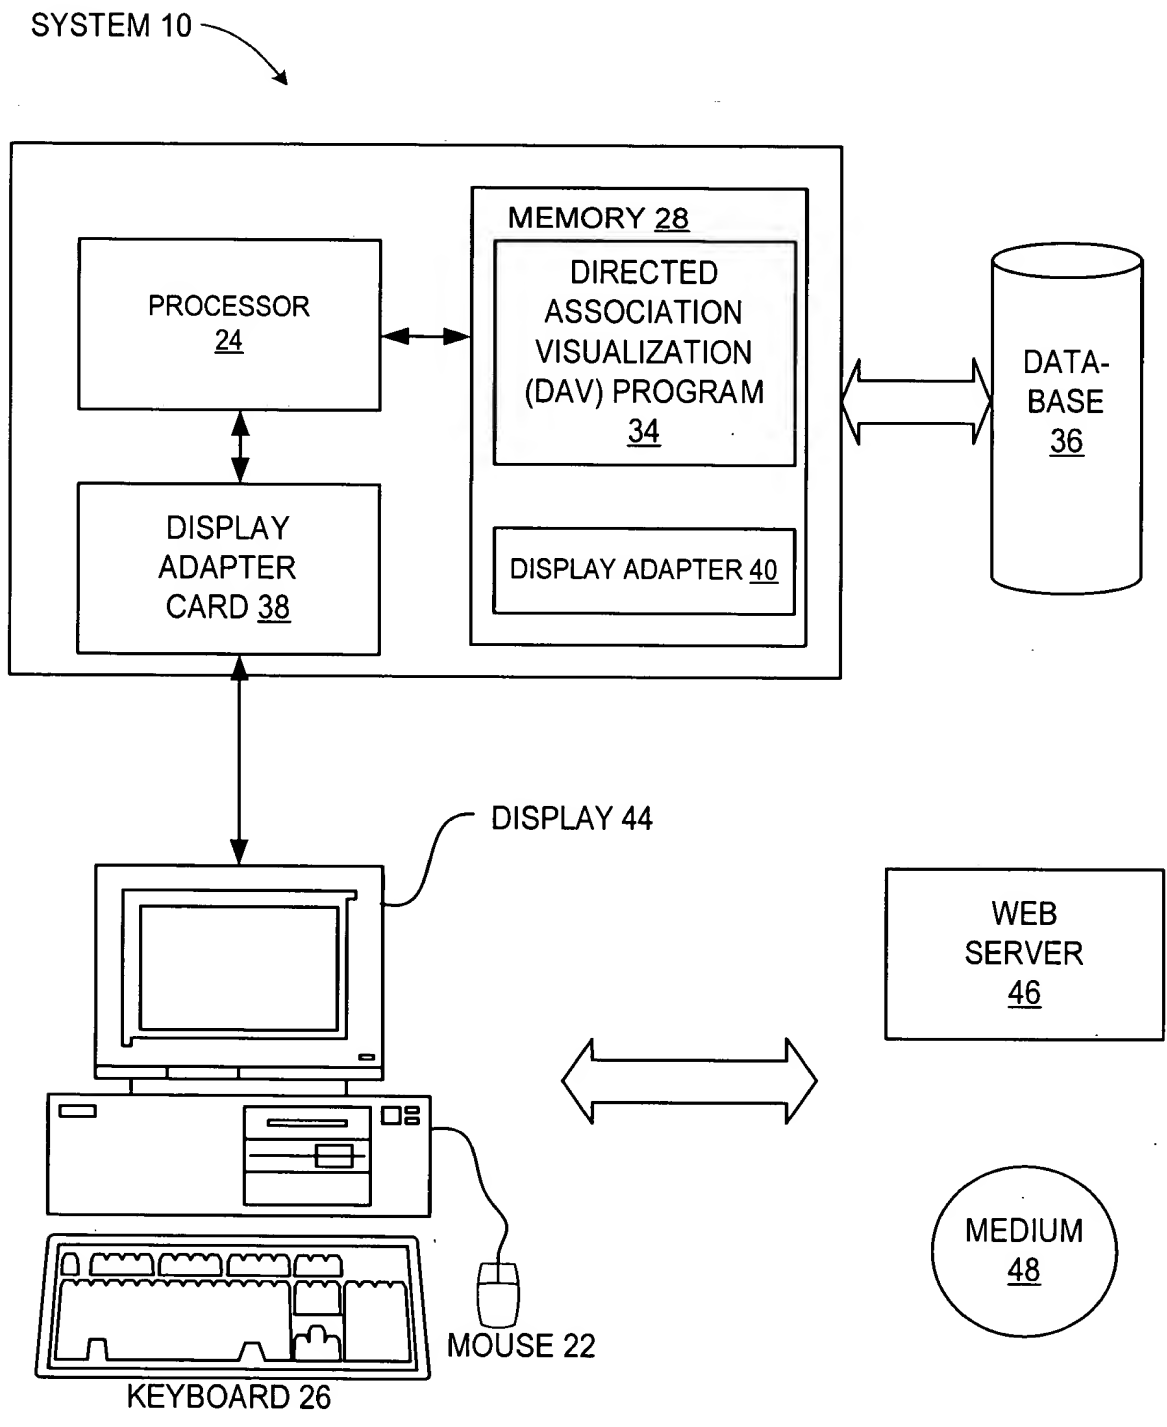 SYSTEM 10
MEMORY 28
PROCESSOR
24
DIRECTED
ASSOCIATION
VISUALIZATION
(DAV) PROGRAM
34
DATA-
BASE
36
DISPLAY
ADAPTER
CARD 38
DISPLAY ADAPTER 40
DISPLAY 44
WEB
SERVER
46
MEDIUM
48
MOUSE 22
KEYBOARD 26